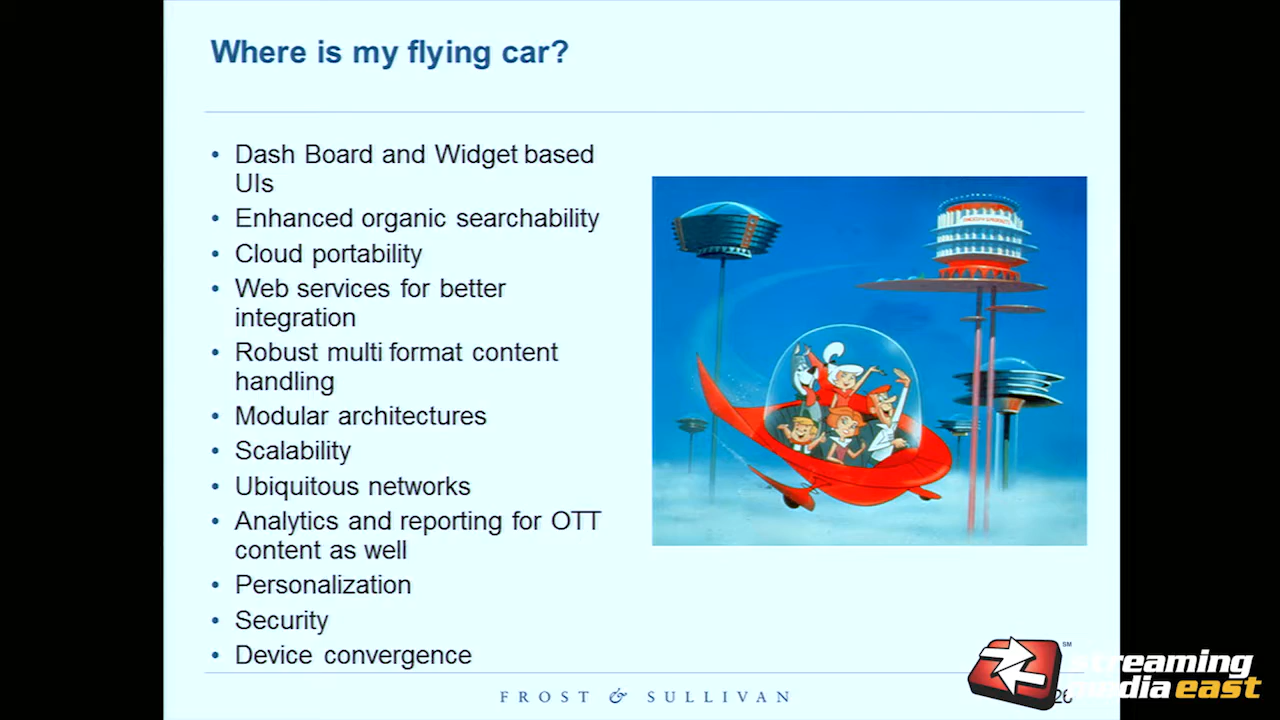 Where is my flying car?
• Dash Board and Widget based
UIs
• Enhanced organic searchability
• Cloud portability
• Web services for better
integration
• Robust multi format content
handling
• Modular architectures
• Scalability
• Ubiquitous networks
• Analytics and reporting for OTT
content as well
• Personalization
• Security
• Device convergence
FROST & SULLIVAN
26
SM
streaming
media east